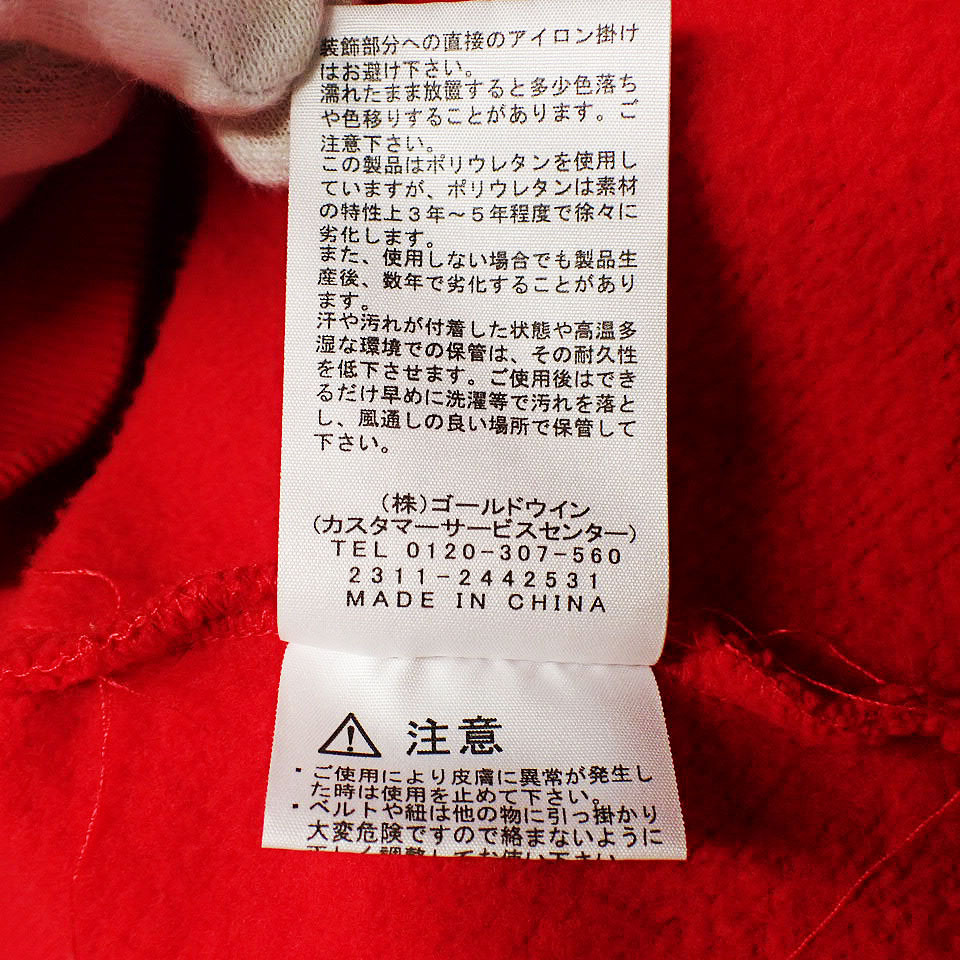 装飾部分への直接のアイロン掛け
はお避け下さい。
濡れたまま放置すると多少色落ち
や色移りすることがあります。ご
注意下さい。
この製品はポリウレタンを使用し
ていますが、ポリウレタンは素材
の特性上3年～5年程度で徐々に
劣化します。
また、使用しない場合でも製品生
産後、数年で劣化することがあり
ます。
汗や汚れが付着した状態や高温多
湿な環境での保管は、その耐久性
を低下させます。ご使用後はでき
るだけ早めに洗濯等で汚れを落と
し、風通しの良い場所で保管して
下さい。
(株)ゴールドウイン
(カスタマーサービスセンター)
TEL 0120-307-560
2311-2442531
MADE IN CHINA
注意
・ご使用により皮膚に異常が発生し
た時は使用を止めて下さい。
・ベルトや紐は他の物に引っ掛かり
大変危険ですので絡まないように
正しく調整してお使い下さい。